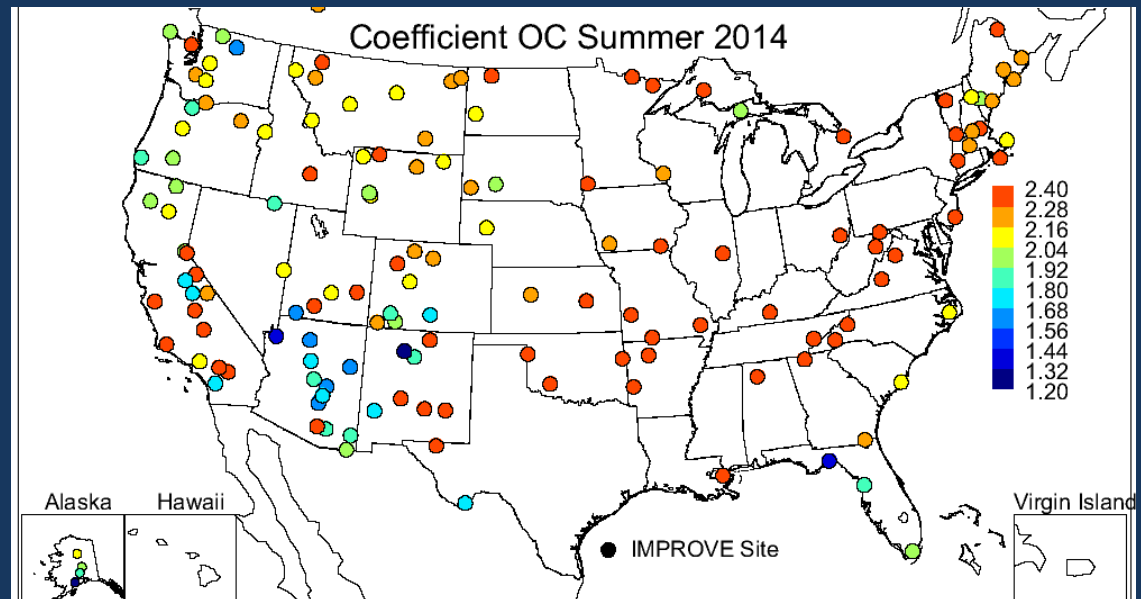 Coefficient OC Summer 2014
2.40
2.28
2.16
2.04
1.92
1.80
1.68
1.56
1.44
1.32
1.20
Alaska
Hawaii
Virgin Island
IMPROVE Site